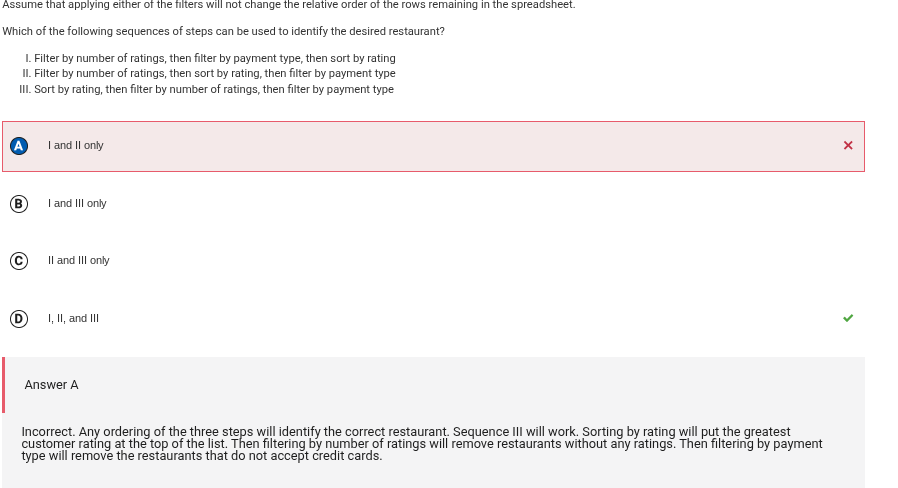 Assume that applying either of the filters will not change the relative order of the rows remaining in the spreadsheet.
Which of the following sequences of steps can be used to identify the desired restaurant?
I. Filter by number of ratings, then filter by payment type, then sort by rating
II. Filter by number of ratings, then sort by rating, then filter by payment type
III. Sort by rating, then filter by number of ratings, then filter by payment type
A I and II only
B I and III only
C II and III only
D I, II, and III
Answer A
Incorrect. Any ordering of the three steps will identify the correct restaurant. Sequence III will work. Sorting by rating will put the greatest
customer rating at the top of the list. Then filtering by number of ratings will remove restaurants without any ratings. Then filtering by payment
type will remove the restaurants that do not accept credit cards.